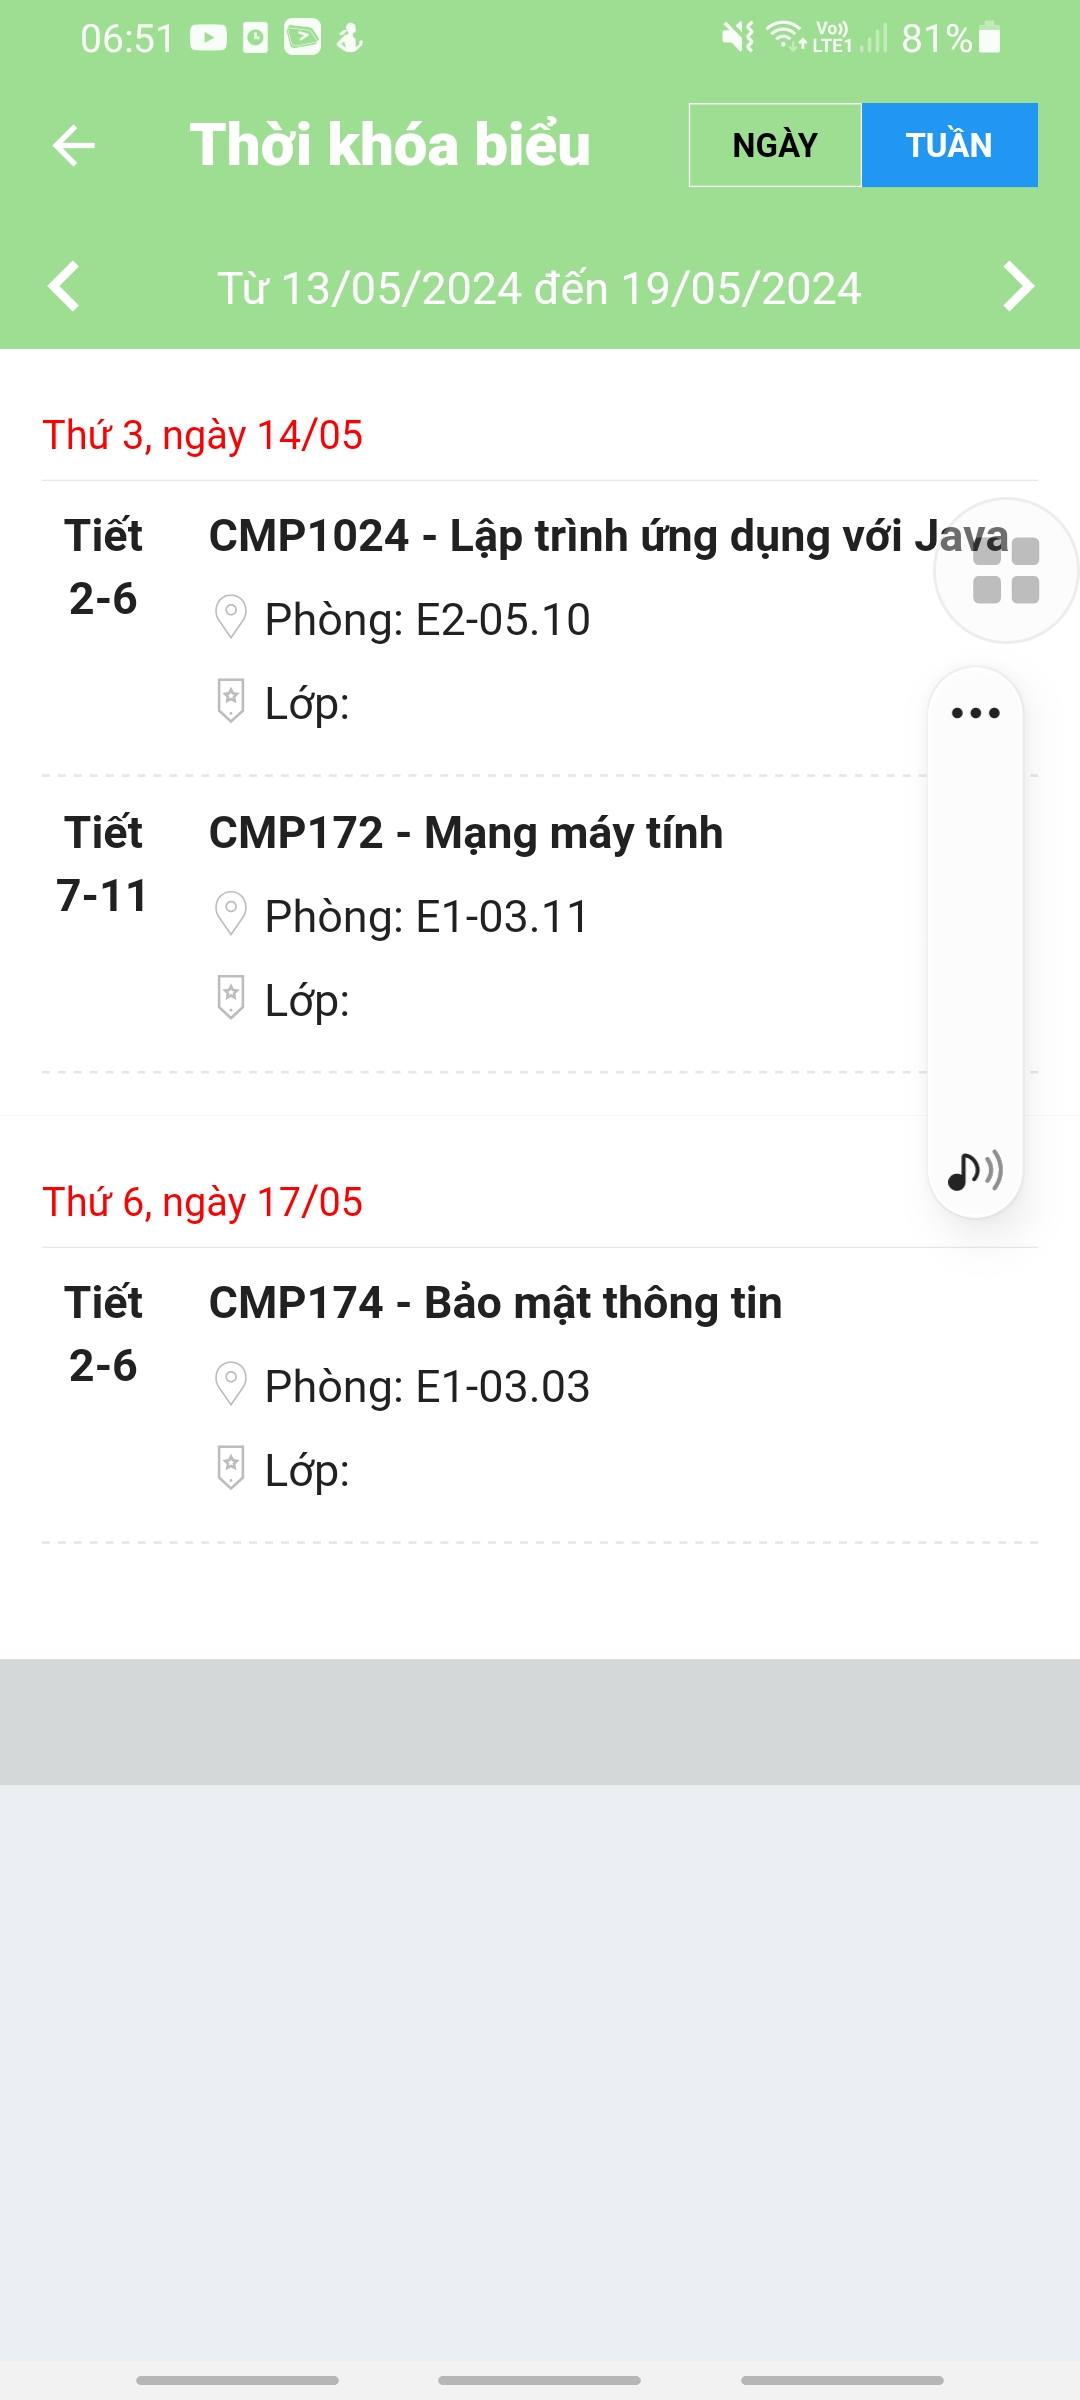 06:51
Vo)) LTE1 81%
Thời khóa biểu
NGÀY
TUẦN
Từ 13/05/2024 đến 19/05/2024
Thứ 3, ngày 14/05
Tiết
2-6
CMP1024 - Lập trình ứng dụng với Java
Phòng: E2-05.10
Lớp:
Tiết
7-11
CMP172 - Mạng máy tính
Phòng: E1-03.11
Lớp:
Thứ 6, ngày 17/05
Tiết
2-6
CMP174 - Bảo mật thông tin
Phòng: E1-03.03
Lớp: